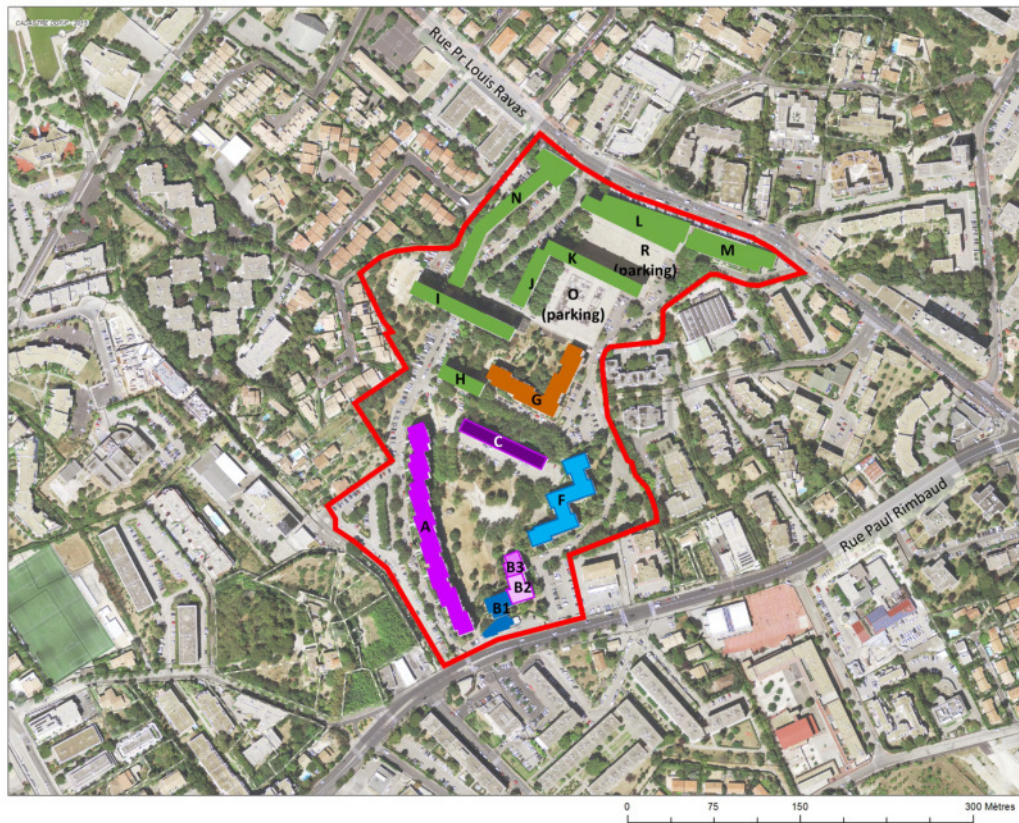 Rue Pr Louis Ravas
N
L
K
R
(parking)
M
J
O
(parking)
I
H
G
C
A
F
B3
B2
B1
Rue Paul Rimbaud
0
75
150
300 Mètres